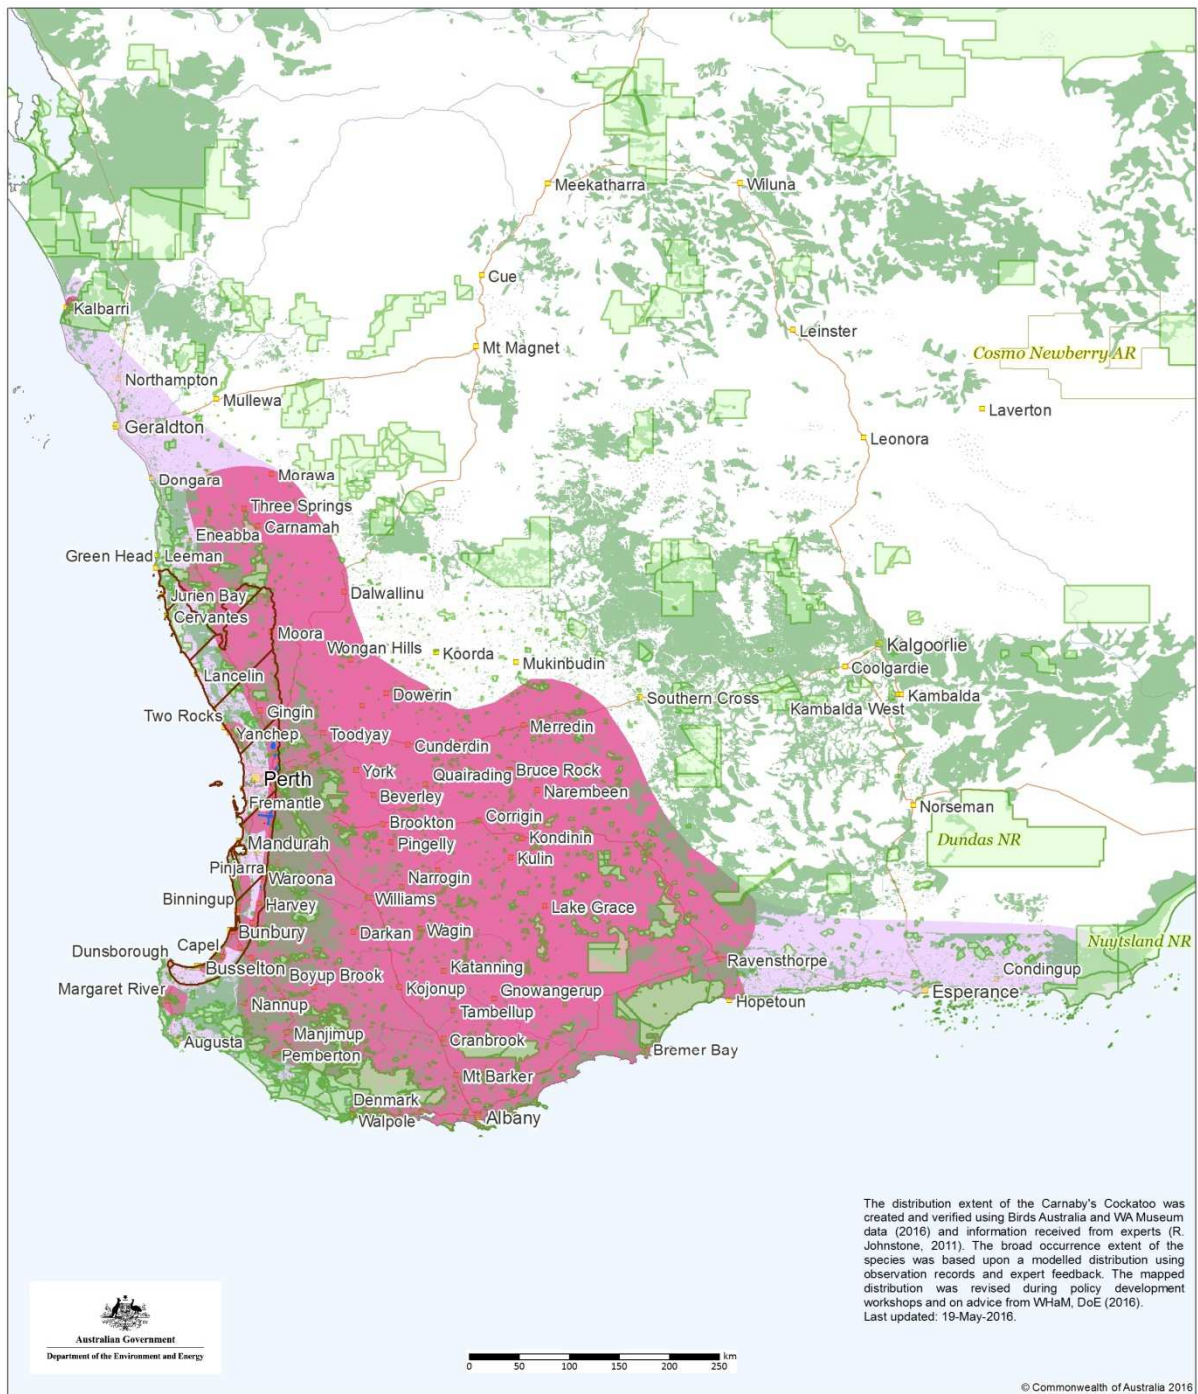 Meekatharra
Wiluna
Cue
Kalbarri
Leinster
Mt Magnet
Cosmo Newberry AR
Northampton
Mullewa
Laverton
Geraldton
Leonora
Dongara
Morawa
Three Springs
Carnamah
Eneabba
Green Head
Leeman
Jurien Bay
Dalwallinu
Cervantes
Moora
Wongan Hills
Koorda
Mukinbudin
Kalgoorlie
Coolgardie
Lancelin
Dowerin
Southern Cross
Kambalda
Kambalda West
Two Rocks
Gingin
Yanchep
Toodyay
Merredin
Cunderdin
Perth
York
Quairading
Bruce Rock
Beverley
Narembeen
Fremantle
Norseman
Brookton
Corrigin
Mandurah
Pingelly
Kondinin
Dundas NR
Kulin
Pinjarra
Waroona
Narrogin
Binningup
Harvey
Williams
Lake Grace
Bunbury
Darkan
Wagin
Nuytsland NR
Dunsborough
Capel
Busselton
Boyup Brook
Katanning
Ravensthorpe
Condingup
Margaret River
Kojonup
Gnowangerup
Esperance
Nannup
Hopetoun
Tambellup
Augusta
Manjimup
Cranbrook
Pemberton
Bremer Bay
Mt Barker
Denmark
Walpole
Albany
The distribution extent of the Carnaby's Cockatoo was
created and verified using Birds Australia and WA Museum
data (2016) and information received from experts (R.
Johnstone, 2011). The broad occurrence extent of the
species was based upon a modelled distribution using
observation records and expert feedback. The mapped
distribution was revised during policy development
workshops and on advice from WHaM, DoE (2016).
Last updated: 19-May-2016.
Australian Government
Department of the Environment and Energy
km
0 50 100 150 200 250
© Commonwealth of Australia 2016